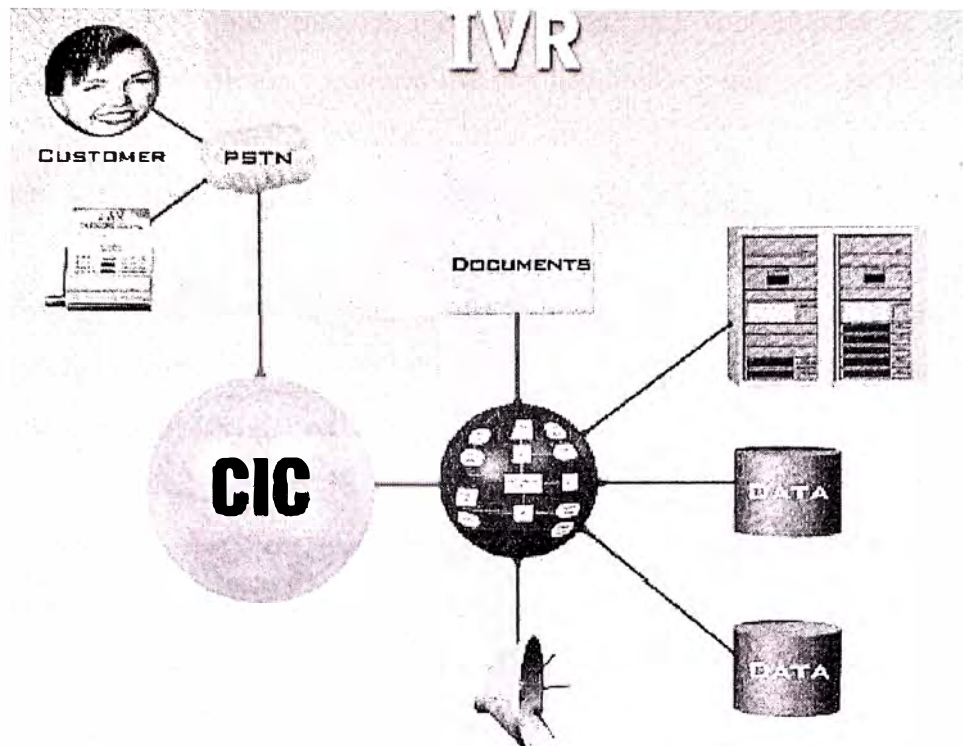 IVR
CUSTOMER
PSTN
DOCUMENTS
CIC
DATA
DATA